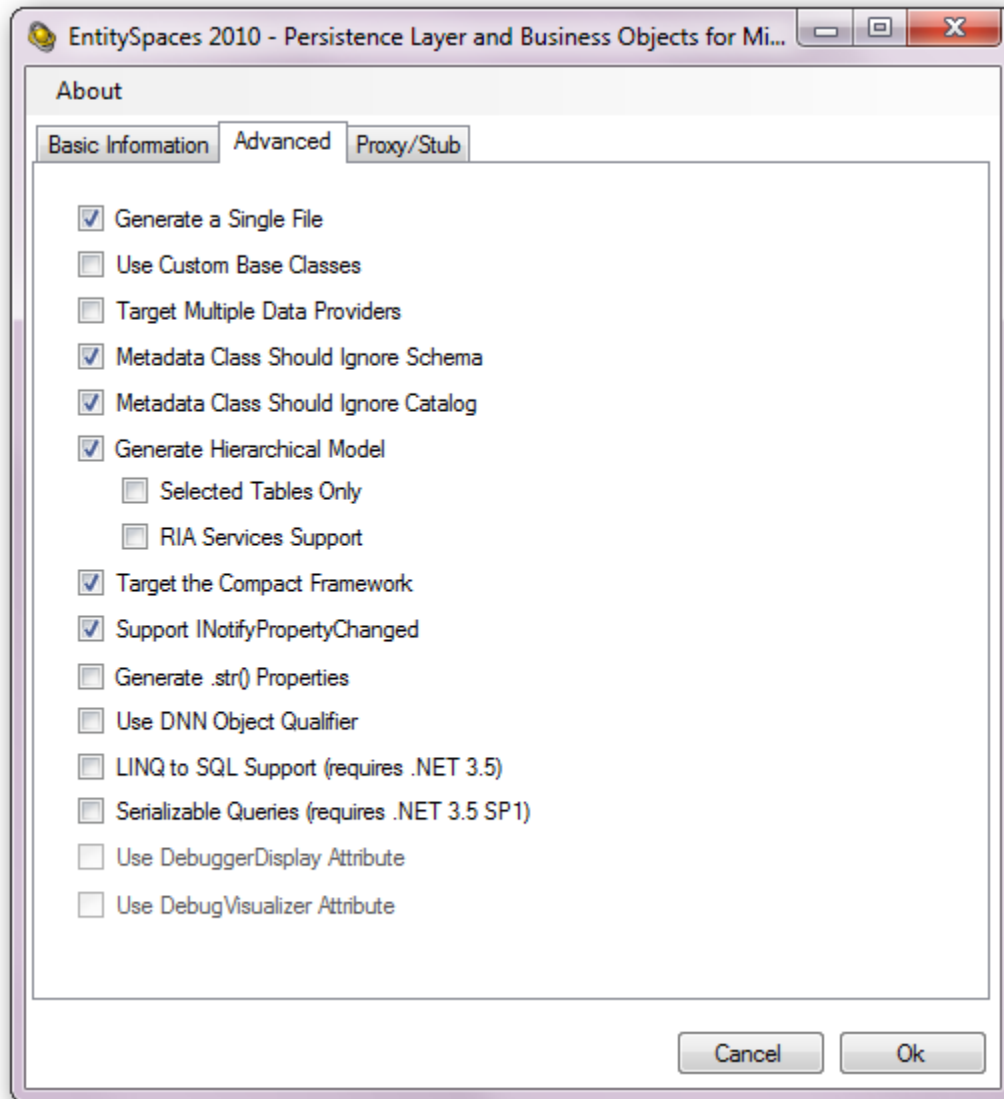 EntitySpaces 2010 - Persistence Layer and Business Objects for Mi...
About
Basic Information Advanced Proxy/Stub
Generate a Single File
Use Custom Base Classes
Target Multiple Data Providers
Metadata Class Should Ignore Schema
Metadata Class Should Ignore Catalog
Generate Hierarchical Model
Selected Tables Only
RIA Services Support
Target the Compact Framework
Support INotifyPropertyChanged
Generate .str() Properties
Use DNN Object Qualifier
LINQ to SQL Support (requires .NET 3.5)
Serializable Queries (requires .NET 3.5 SP1)
Use DebuggerDisplay Attribute
Use DebugVisualizer Attribute
Cancel Ok